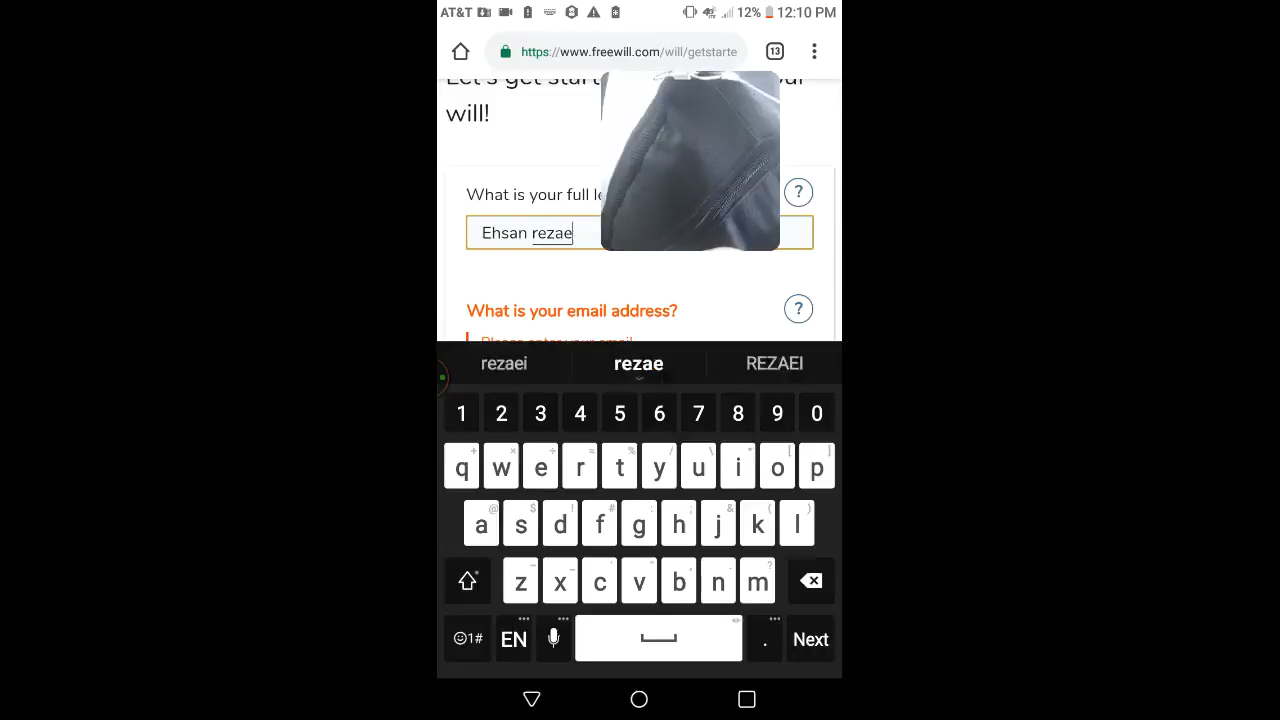 AT&T 12% 12:10 PM
https://www.freewill.com/will/getstarte 13
Let's get start
will!
What is your full le ?
Ehsan rezae
What is your email address? ?
Please enter your email
rezaei rezae REZAEI
1 2 3 4 5 6 7 8 9 0
q w e r t y u i o p
a s d f g h j k l
z x c v b n m
1# EN . Next